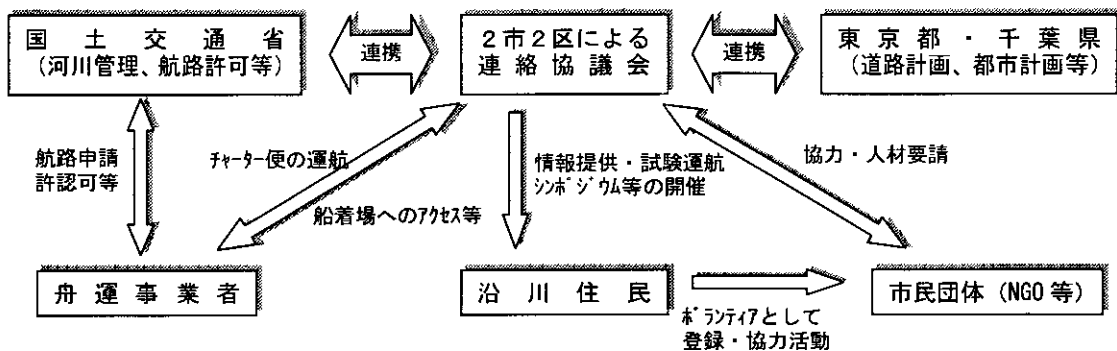 国土交通省
(河川管理、航路許可等)
連携
2市2区による
連絡協議会
連携
東京都・千葉県
(道路計画、都市計画等)
航路申請
許認可等
ﾁｬｰﾀｰ便の運航
船着場へのｱｸｾｽ等
情報提供・試験運航
ｼﾝﾎﾟｼﾞｳﾑ等の開催
協力・人材要請
舟運事業者
沿川住民
ﾎﾞﾗﾝﾃｨｱとして
登録・協力活動
市民団体(NGO等)